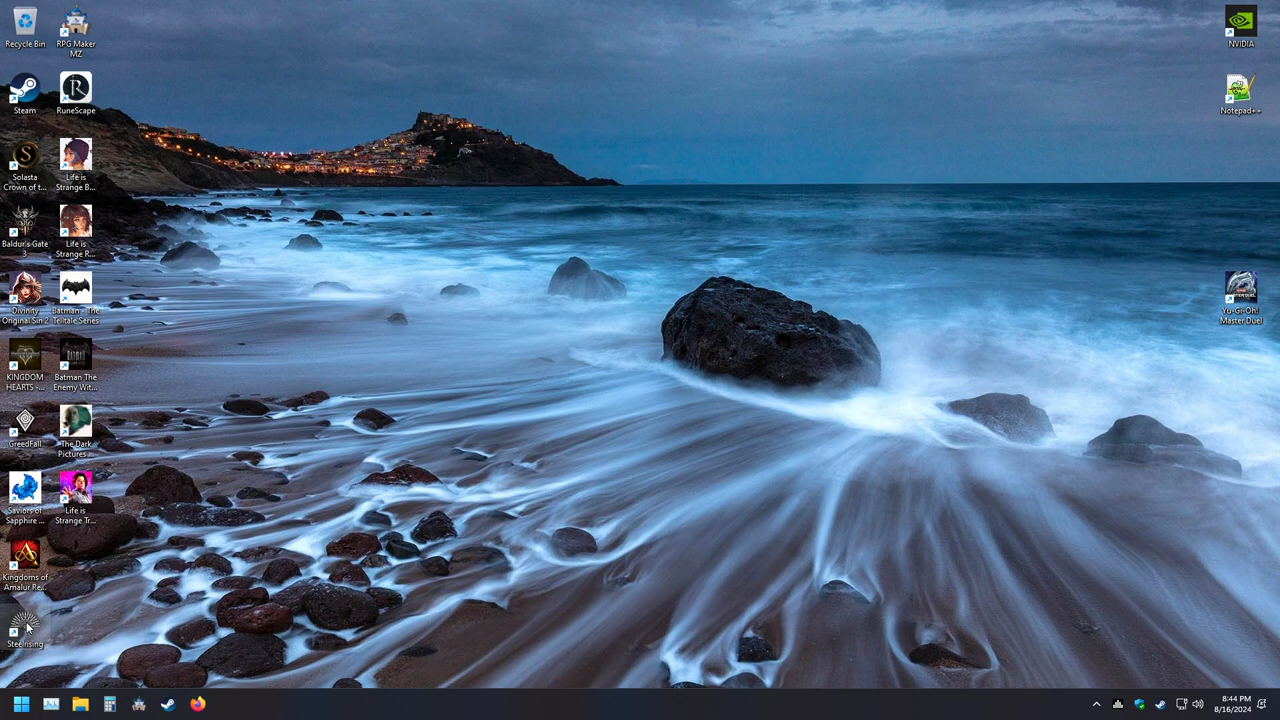 Recycle Bin
RPG Maker
MZ
Steam
RuneScape
Solasta
Crown of t...
Life is
Strange B...
Baldur's Gate
3
Life is
Strange R...
Divinity
Original Sin 2
Batman - The
Telltale Series
KINGDOM
HEARTS -...
Batman The
Enemy Wit...
GreedFall
The Dark
Pictures ...
Saviors of
Sapphire ...
Life is
Strange Tr...
Kingdoms of
Amalur Re...
Steelrising
NVIDIA
Notepad++
Yu-Gi-Oh!
Master Duel
8:44 PM
8/16/2024